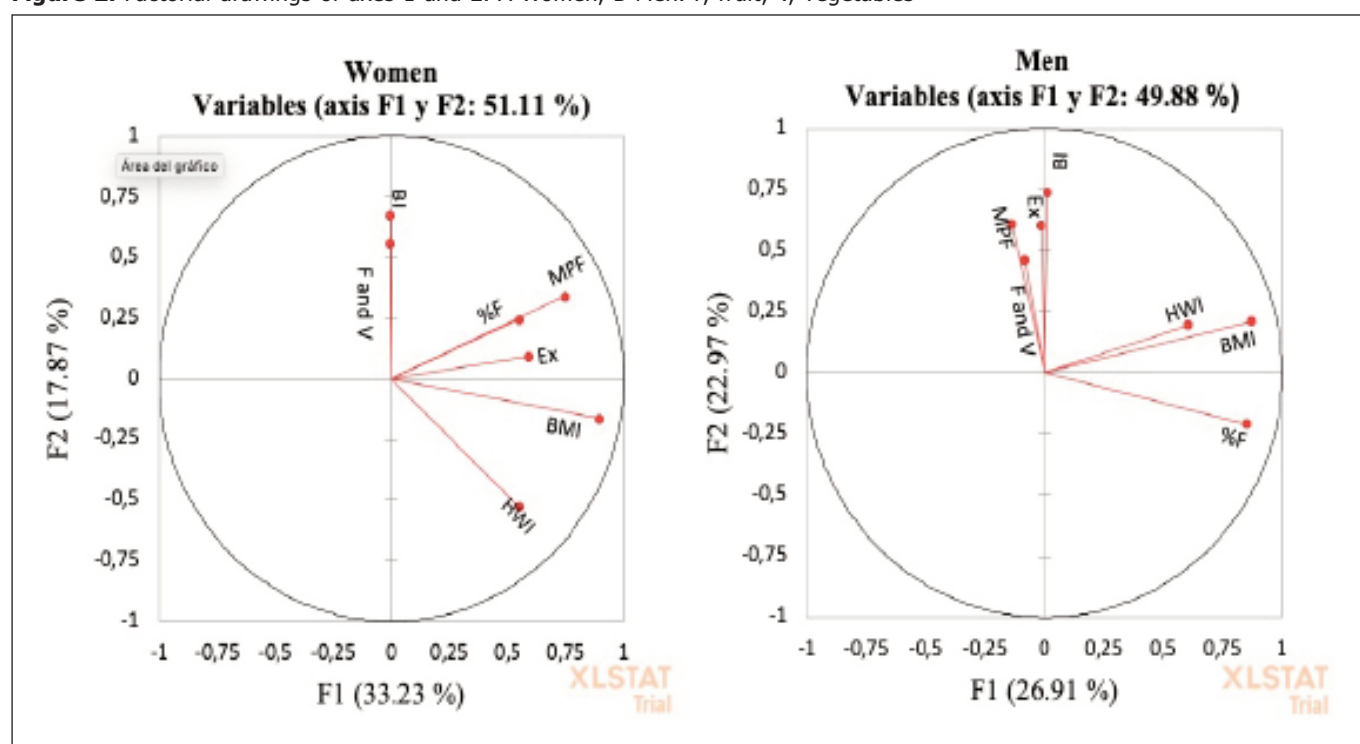 Women
Variables (axis F1 y F2: 51.11 %)
Área del gráfico
1
0,75
0,5
0,25
0
-0,25
-0,5
-0,75
-1
F2 (17.87 %)
BI
F and V
MPF
%F
Ex
BMI
HWI
-1 -0,75 -0,5 -0,25 0 0,25 0,5 0,75 1
F1 (33.23 %)
XLSTAT
Trial
Men
Variables (axis F1 y F2: 49.88 %)
1
0,75
0,5
0,25
0
-0,25
-0,5
-0,75
-1
F2 (22.97 %)
BI
Ex
MPF
F and V
HWI
BMI
%F
-1 -0,75 -0,5 -0,25 0 0,25 0,5 0,75 1
F1 (26.91 %)
XLSTAT
Trial